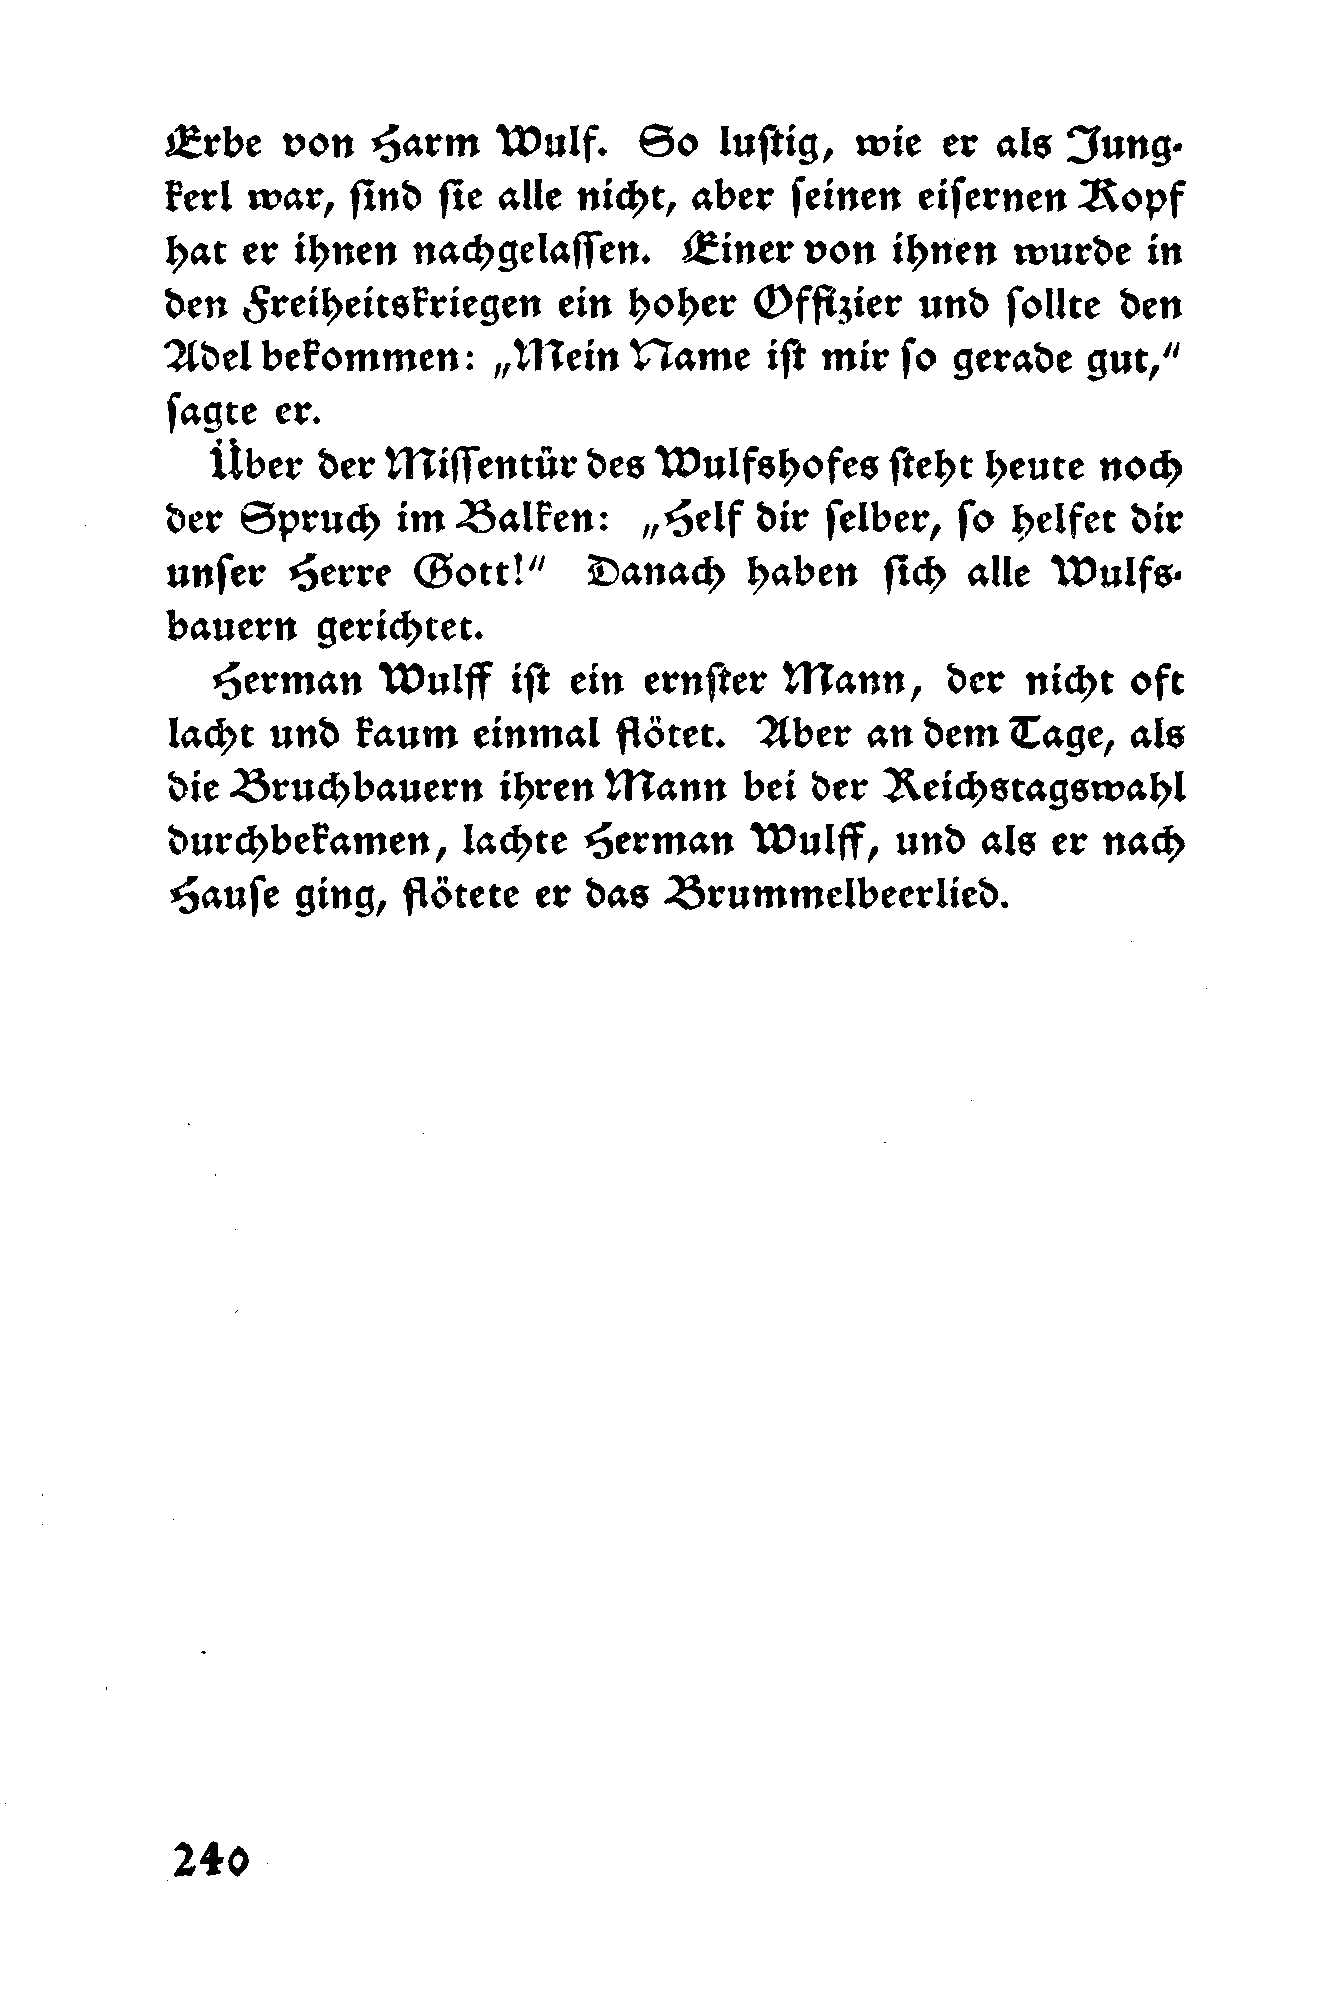 Erbe von Harm Wulf. So luſtig, wie er als Jung-
kerl war, ſind ſie alle nicht, aber ſeinen eiſernen Kopf
hat er ihnen nachgelaſſen. Einer von ihnen wurde in
den Freiheitskriegen ein hoher Offizier und ſollte den
Adel bekommen: „Mein Name iſt mir ſo gerade gut,“
ſagte er.
Über der Miſſentür des Wulfshofes ſteht heute noch
der Spruch im Balken: „Helf dir ſelber, ſo helfet dir
unſer Herre Gott!“ Danach haben ſich alle Wulfs-
bauern gerichtet.
Herman Wulff iſt ein ernſter Mann, der nicht oft
lacht und kaum einmal flötet. Aber an dem Tage, als
die Bruchbauern ihren Mann bei der Reichstagswahl
durchbekamen, lachte Herman Wulff, und als er nach
Hauſe ging, flötete er das Brummelbeerlied.
240